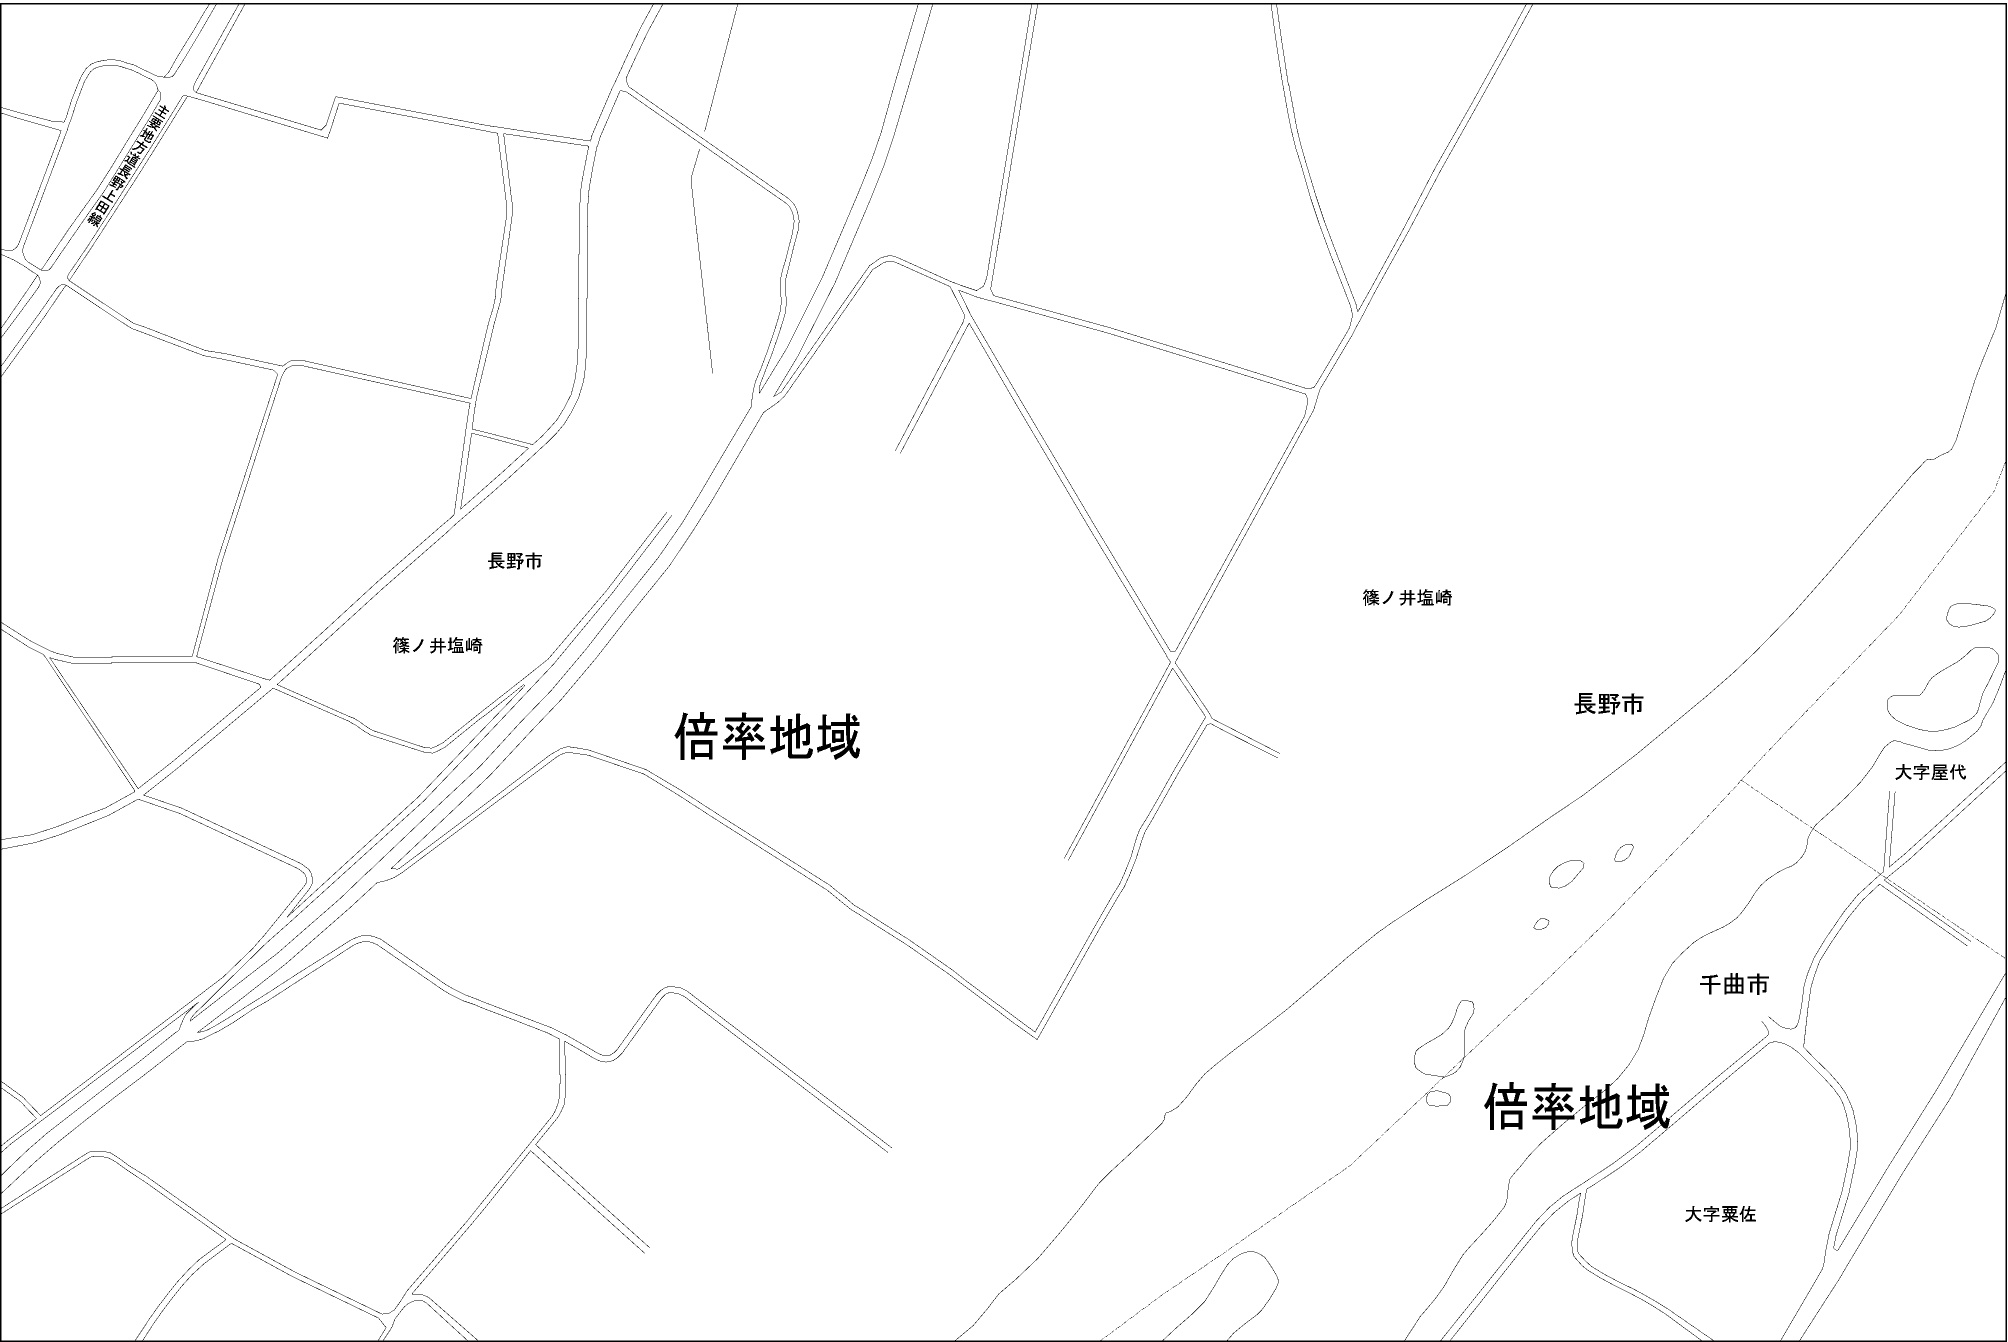 主要地方道長野上田線
長野市
篠ノ井塩崎
篠ノ井塩崎
長野市
倍率地域
大字屋代
千曲市
倍率地域
大字粟佐